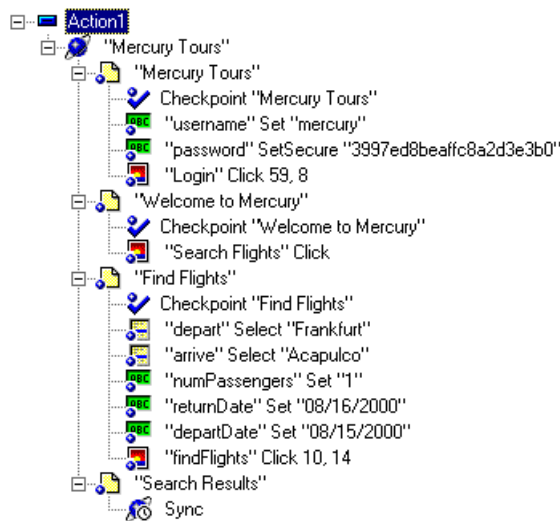 Action1
"Mercury Tours"
"Mercury Tours"
Checkpoint "Mercury Tours"
"username" Set "mercury"
"password" SetSecure "3997ed8beaffc8a2d3e3b0"
"Login" Click 59, 8
"Welcome to Mercury"
Checkpoint "Welcome to Mercury"
"Search Flights" Click
"Find Flights"
Checkpoint "Find Flights"
"depart" Select "Frankfurt"
"arrive" Select "Acapulco"
"numPassengers" Set "1"
"returnDate" Set "08/16/2000"
"departDate" Set "08/15/2000"
"findFlights" Click 10, 14
"Search Results"
Sync